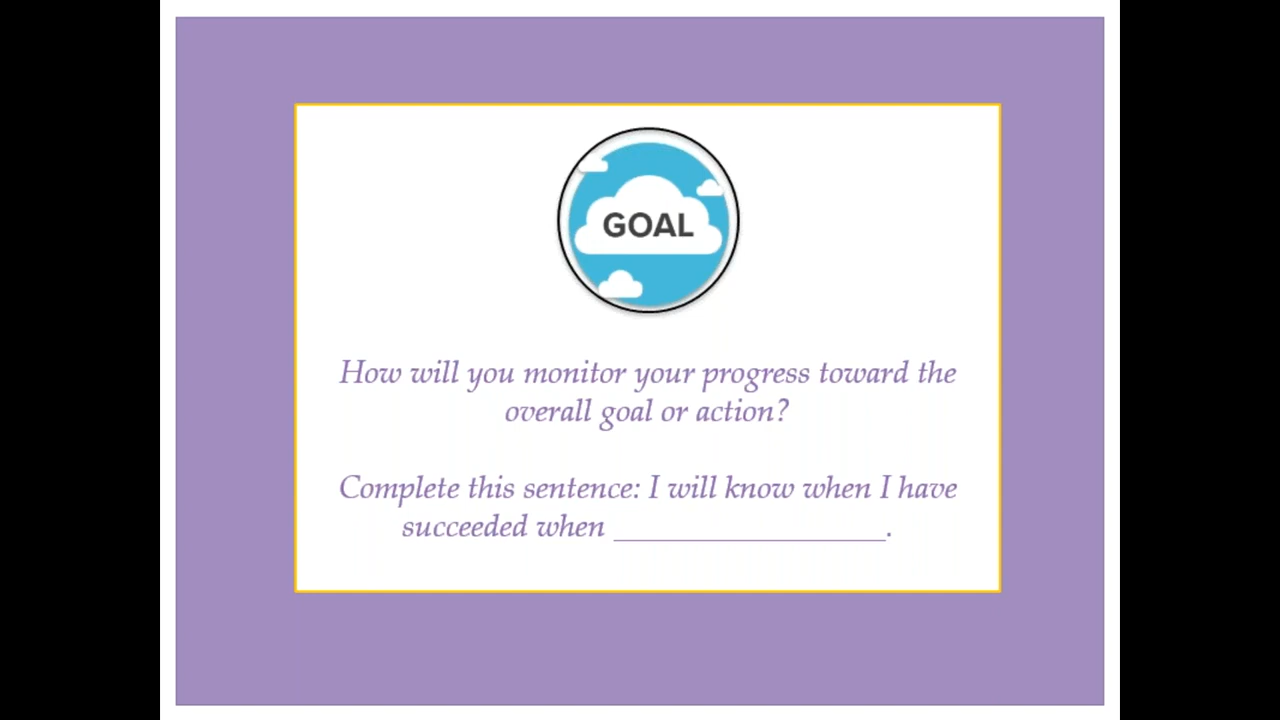 GOAL
How will you monitor your progress toward the
overall goal or action?
Complete this sentence: I will know when I have
succeeded when __________________.